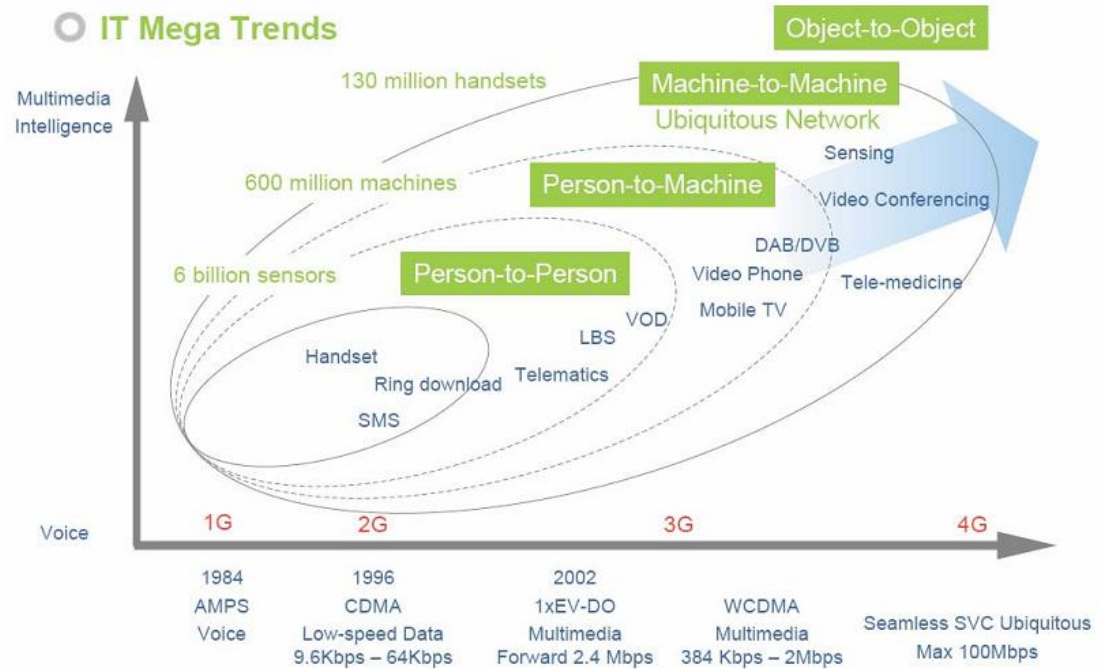 IT Mega Trends
Object-to-Object
130 million handsets
Machine-to-Machine
Multimedia
Intelligence
Ubiquitous Network
Sensing
600 million machines
Person-to-Machine
Video Conferencing
DAB/DVB
6 billion sensors
Person-to-Person
Video Phone
Tele-medicine
Mobile TV
VOD
LBS
Handset
Ring download
Telematics
SMS
Voice
1G
2G
3G
4G
1984
AMPS
Voice
1996
CDMA
Low-speed Data
9.6Kbps – 64Kbps
2002
1xEV-DO
Multimedia
Forward 2.4 Mbps
WCDMA
Multimedia
384 Kbps – 2Mbps
Seamless SVC Ubiquitous
Max 100Mbps